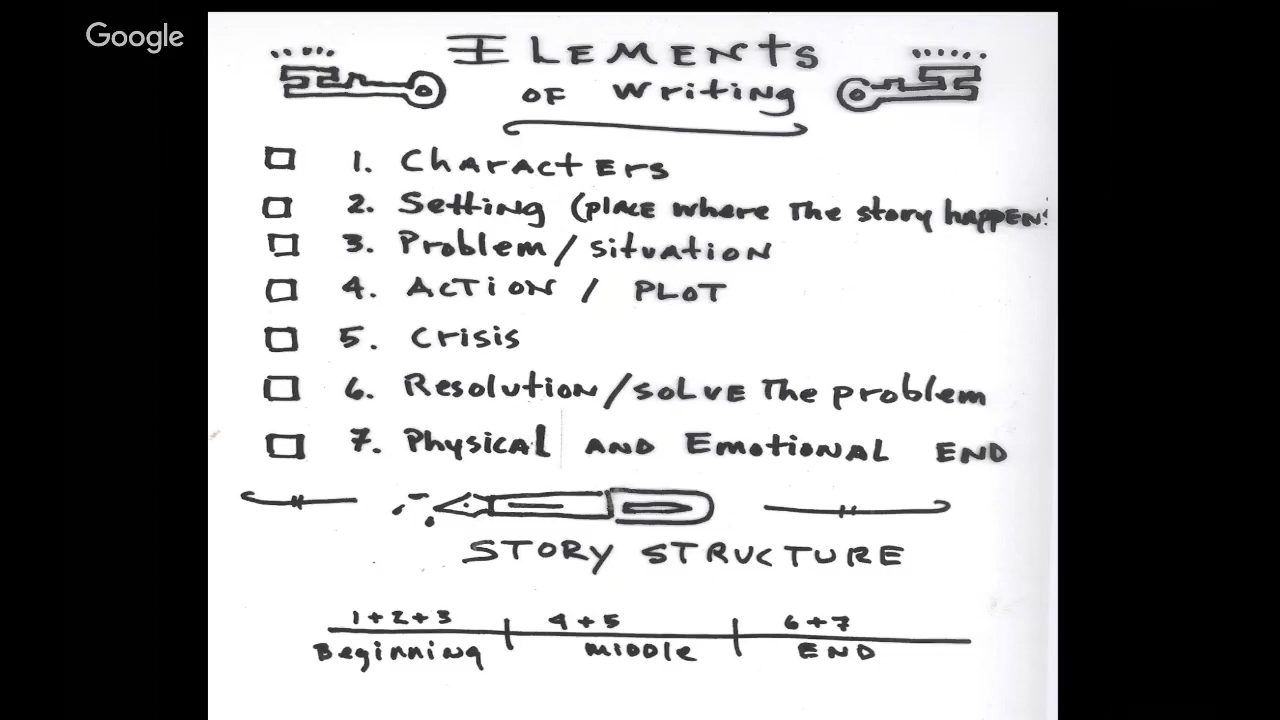 Google
ELEMENTS
OF Writing
1. CharACTErs
2. Setting (PLACE where The story happens
3. Problem / situation
4. ACTION / PLOT
5. Crisis
6. Resolution/SOLVE The problem
7. Physical AND Emotional END
STORY STRUCTURE
1+2+3 4+5 6+7
Beginning MIDDLE END